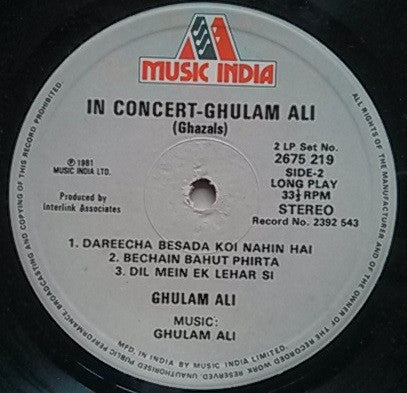 MUSIC INDIA
IN CONCERT-GHULAM ALI
(Ghazals)
℗ 1981
MUSIC INDIA LTD.
Produced by
Interlink Associates
2 LP Set No.
2675 219
SIDE-2
LONG PLAY
33⅓ RPM
STEREO
Record No. 2392 543
1. DAREECHA BESADA KOI NAHIN HAI
2. BECHAIN BAHUT PHIRTA
3. DIL MEIN EK LEHAR SI
GHULAM ALI
MUSIC:
GHULAM ALI
MFD. IN INDIA BY MUSIC INDIA LIMITED.
ALL RIGHTS OF THE MANUFACTURER AND OF THE OWNER OF THE RECORDED WORK RESERVED. UNAUTHORISED PUBLIC PERFORMANCE, BROADCASTING AND COPYING OF THIS RECORD PROHIBITED.